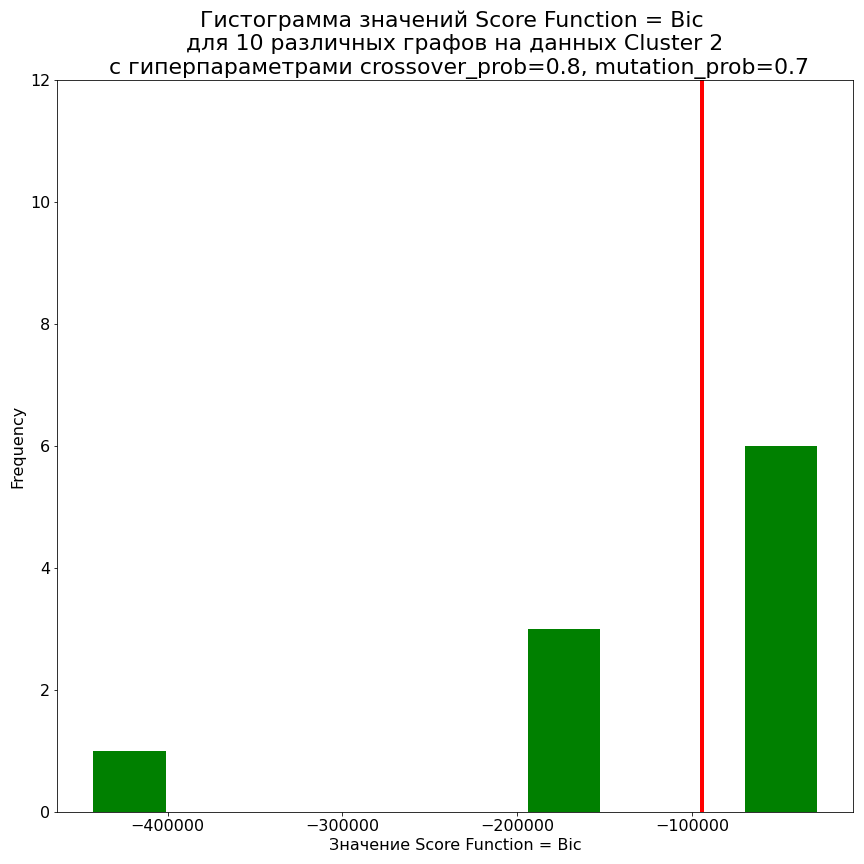 Гистограмма значений Score Function = Bic
для 10 различных графов на данных Cluster 2
с гиперпараметрами crossover_prob=0.8, mutation_prob=0.7
12
10
8
6
4
2
0
Frequency
−400000
−300000
−200000
−100000
Значение Score Function = Bic